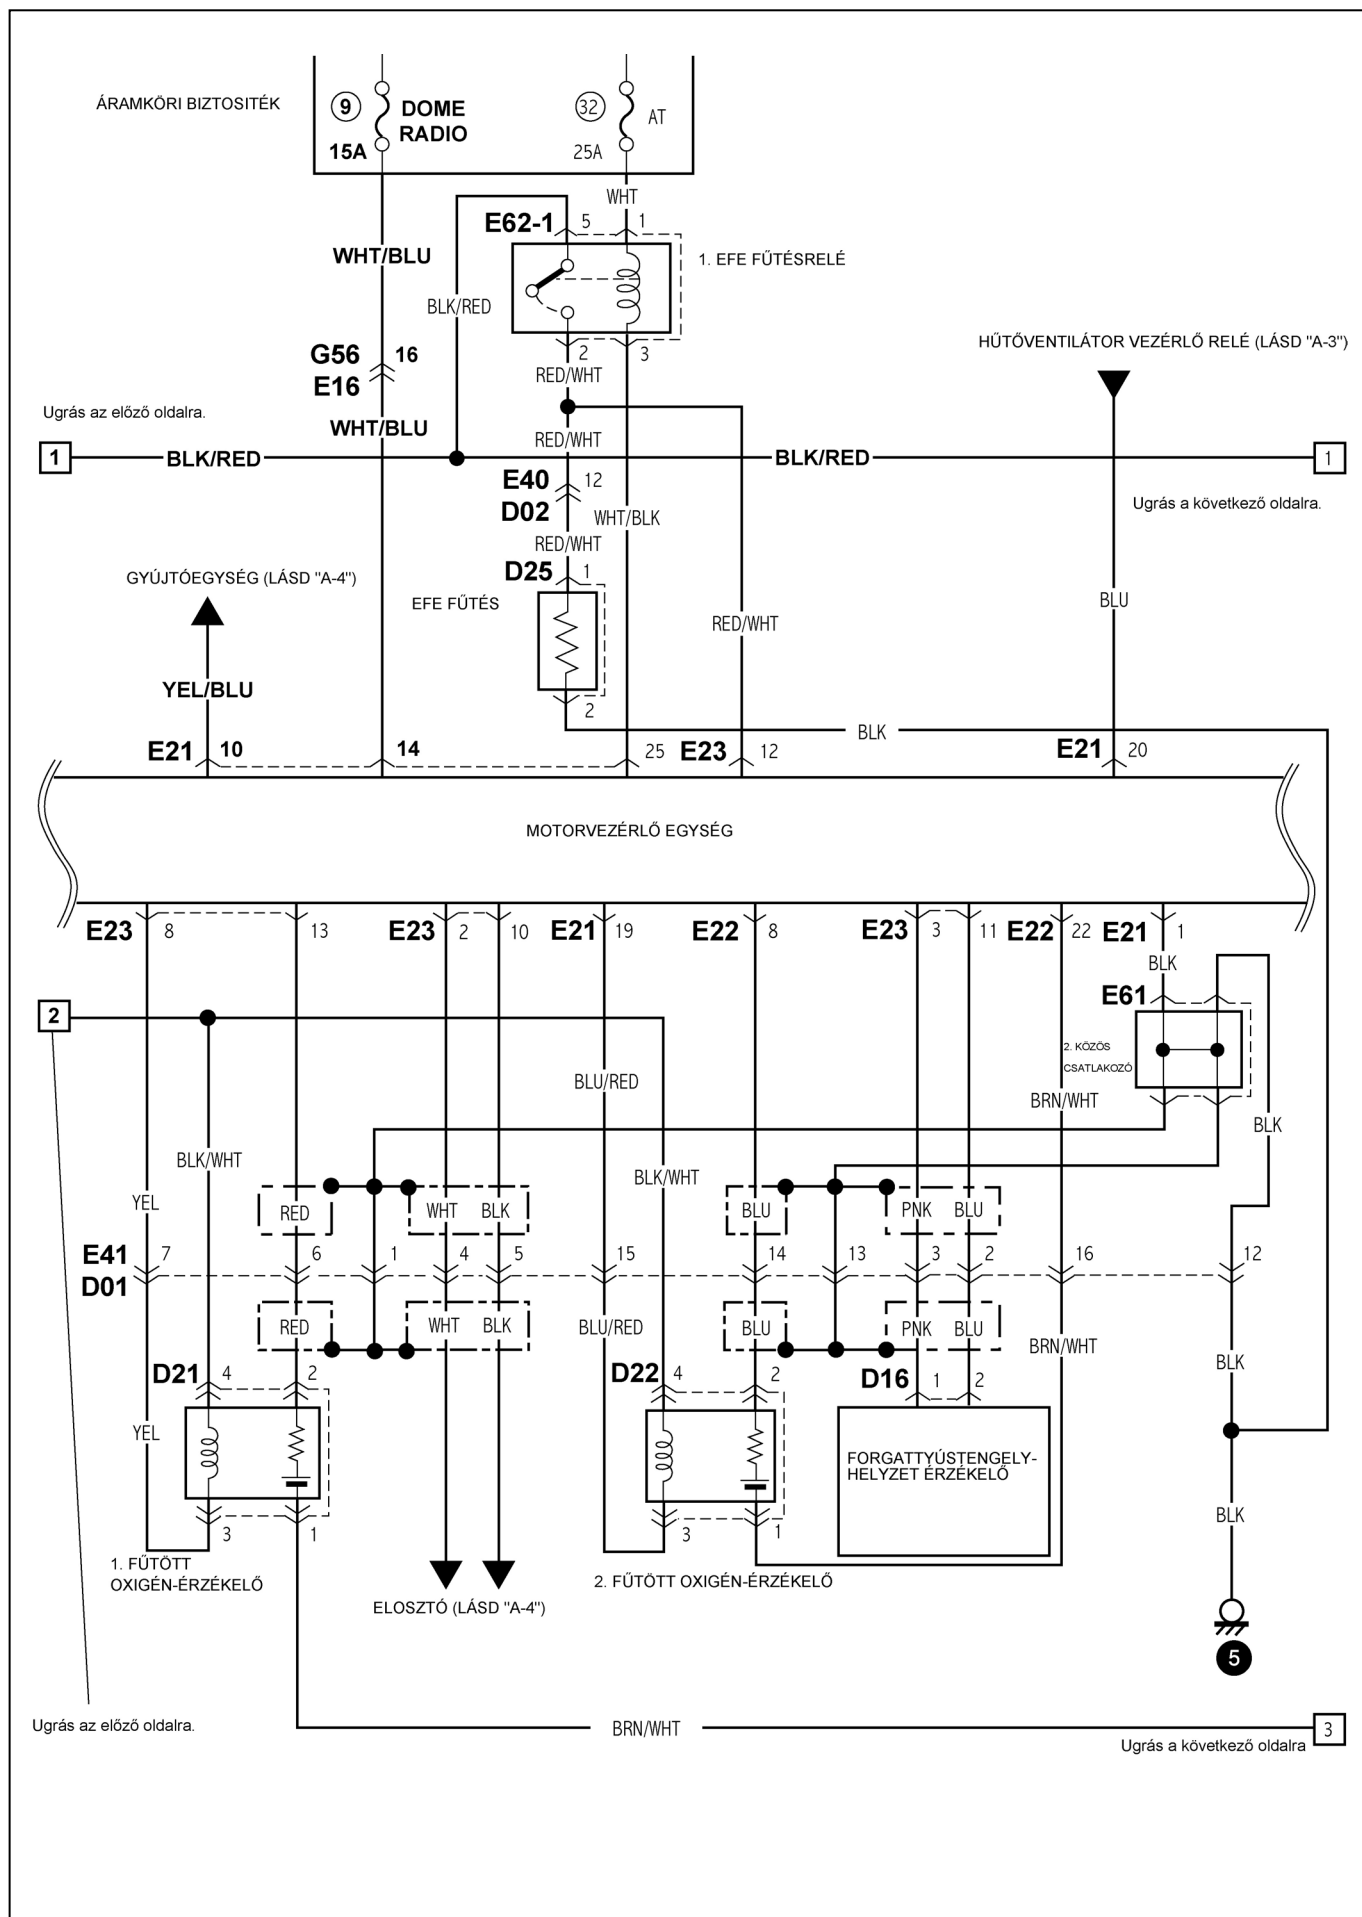 ÁRAMKÖRI BIZTOSITÉK
9
DOME
RADIO
15A
32
AT
25A
WHT
E62-1
5
1
1. EFE FŰTÉSRELÉ
WHT/BLU
BLK/RED
2
3
RED/WHT
G56
16
E16
HŰTŐVENTILÁTOR VEZÉRLŐ RELÉ (LÁSD "A-3")
Ugrás az előző oldalra.
WHT/BLU
RED/WHT
1
BLK/RED
BLK/RED
1
E40
12
D02
Ugrás a következő oldalra.
WHT/BLK
RED/WHT
D25
1
GYÚJTÓEGYSÉG (LÁSD "A-4")
EFE FŰTÉS
BLU
RED/WHT
YEL/BLU
2
BLK
E21
10
14
25
E23
12
E21
20
MOTORVEZÉRLŐ EGYSÉG
E23
8
13
E23
2
10
E21
19
E22
8
E23
3
11
E22
22
E21
1
BLK
E61
2
2. KÖZÖS
CSATLAKOZÓ
BLU/RED
BRN/WHT
BLK
BLK/WHT
BLK/WHT
YEL
RED
WHT
BLK
BLU
PNK
BLU
E41
7
6
1
4
5
15
14
13
3
2
16
12
D01
RED
WHT
BLK
BLU/RED
BLU
PNK
BLU
BRN/WHT
BLK
D21
4
2
D22
4
2
D16
1
2
YEL
FORGATTYÚSTENGELY-
HELYZET ÉRZÉKELŐ
BLK
3
1
3
1
1. FŰTÖTT
OXIGÉN-ÉRZÉKELŐ
2. FŰTÖTT OXIGÉN-ÉRZÉKELŐ
ELOSZTÓ (LÁSD "A-4")
5
Ugrás az előző oldalra.
BRN/WHT
3
Ugrás a következő oldalra